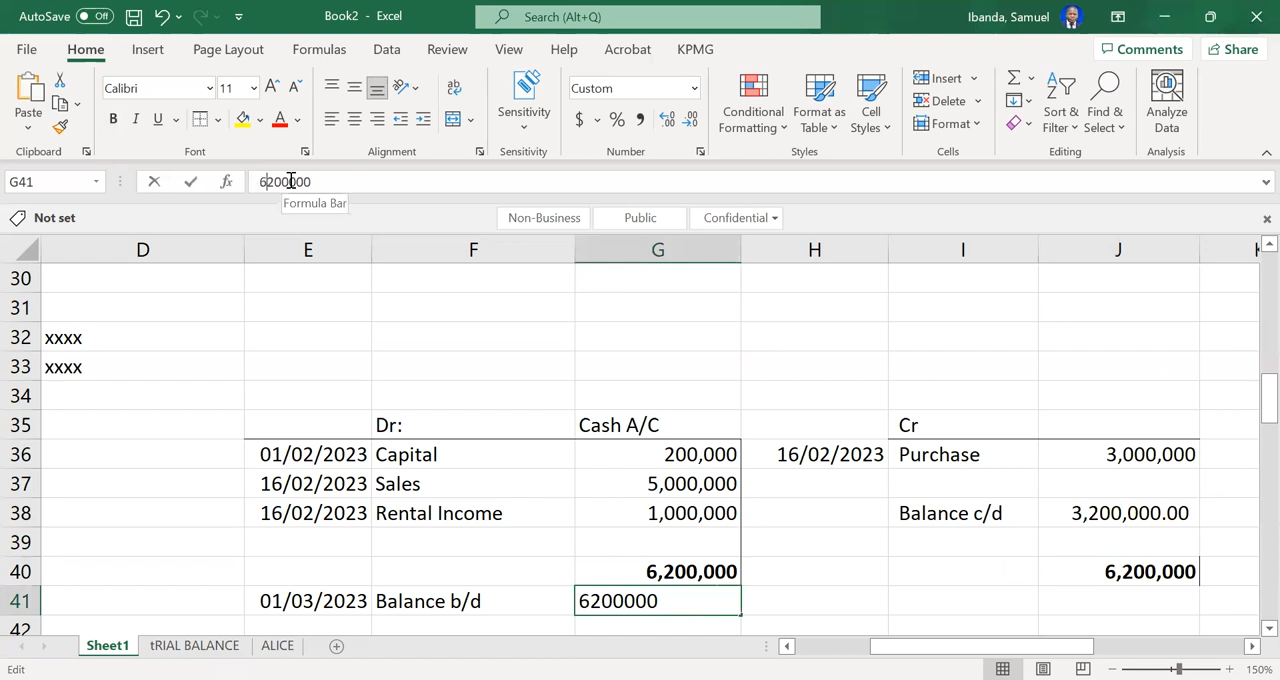 AutoSave Off Book2 - Excel Search (Alt+Q) Ibanda, Samuel
File Home Insert Page Layout Formulas Data Review View Help Acrobat KPMG Comments Share
Paste Calibri 11 A^ A˅ ab Custom Conditional Formatting Format as Table Cell Styles Insert Delete Format Sort & Filter Find & Select Analyze Data
B I U A $ % 9 Sensitivity
Clipboard Font Alignment Sensitivity Number Styles Cells Editing Analysis
G41 fx 6200000
Formula Bar
Not set Non-Business Public Confidential
D E F G H I J K
30
31
32 xxxx
33 xxxx
34
35 Dr: Cash A/C Cr
36 01/02/2023 Capital 200,000 16/02/2023 Purchase 3,000,000
37 16/02/2023 Sales 5,000,000
38 16/02/2023 Rental Income 1,000,000 Balance c/d 3,200,000.00
39
40 6,200,000 6,200,000
41 01/03/2023 Balance b/d 6200000
42
Sheet1 tRIAL BALANCE ALICE
Edit 150%